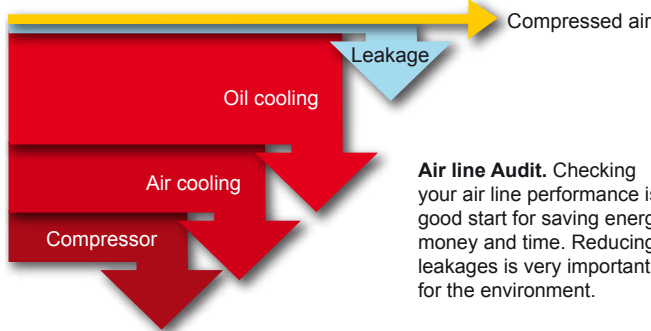 Compressed air
Leakage
Oil cooling
Air cooling
Compressor
Air line Audit. Checking
your air line performance
good start for saving
money and time. Reducing
leakages is very important
for the environment.